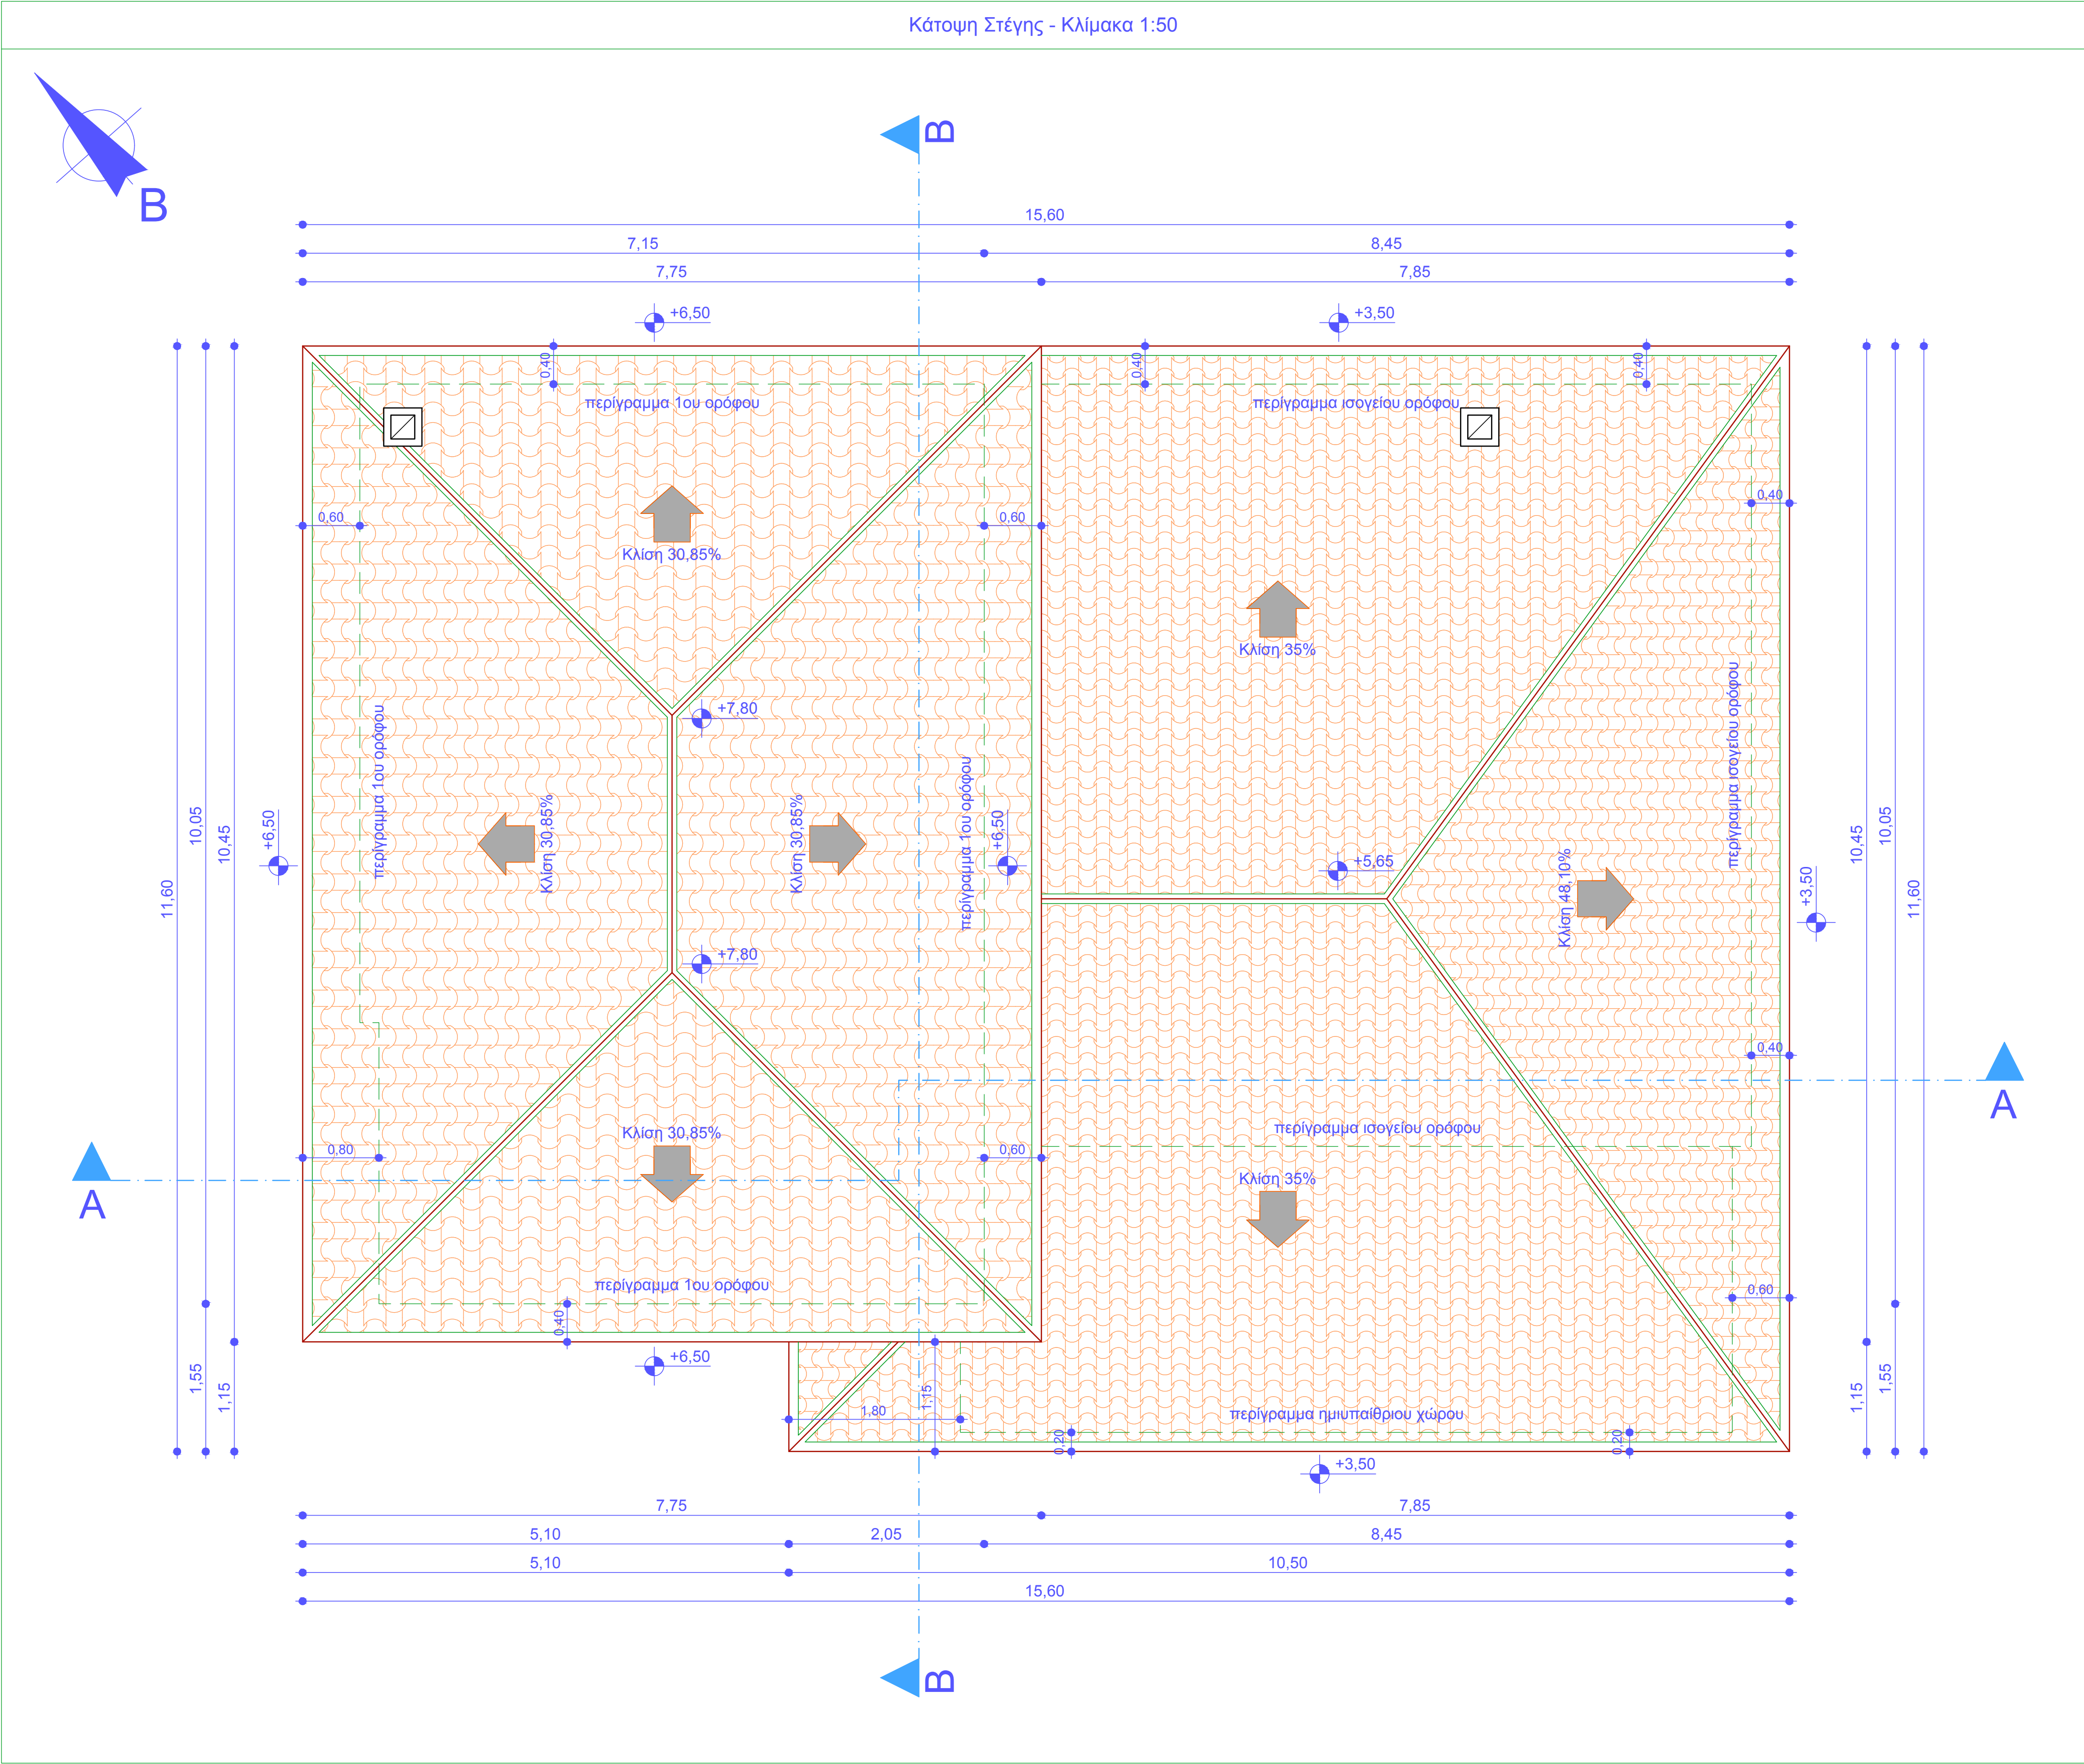 Κάτοψη Στέγης - Κλίμακα 1:50
B
B
15,60
7,15
8,45
7,75
7,85
+6,50
+3,50
0,40
0,40
0,40
περίγραμμα 1ου ορόφου
περίγραμμα ισογείου ορόφου
0,40
0,60
0,60
Κλίση 30,85%
Κλίση 35%
+7,80
περίγραμμα 1ου ορόφου
περίγραμμα 1ου ορόφου
περίγραμμα ισογείου ορόφου
11,60
10,05
10,45
+6,50
Κλίση 30,85%
Κλίση 30,85%
+6,50
+5,65
Κλίση 48,10%
+3,50
10,45
10,05
11,60
+7,80
0,40
A
Κλίση 30,85%
περίγραμμα ισογείου ορόφου
0,80
0,60
Κλίση 35%
A
περίγραμμα 1ου ορόφου
0,60
0,40
+6,50
1,55
1,15
1,80
1,15
περίγραμμα ημιυπαίθριου χώρου
0,20
0,20
1,15
1,55
+3,50
7,75
7,85
5,10
2,05
8,45
5,10
10,50
15,60
B